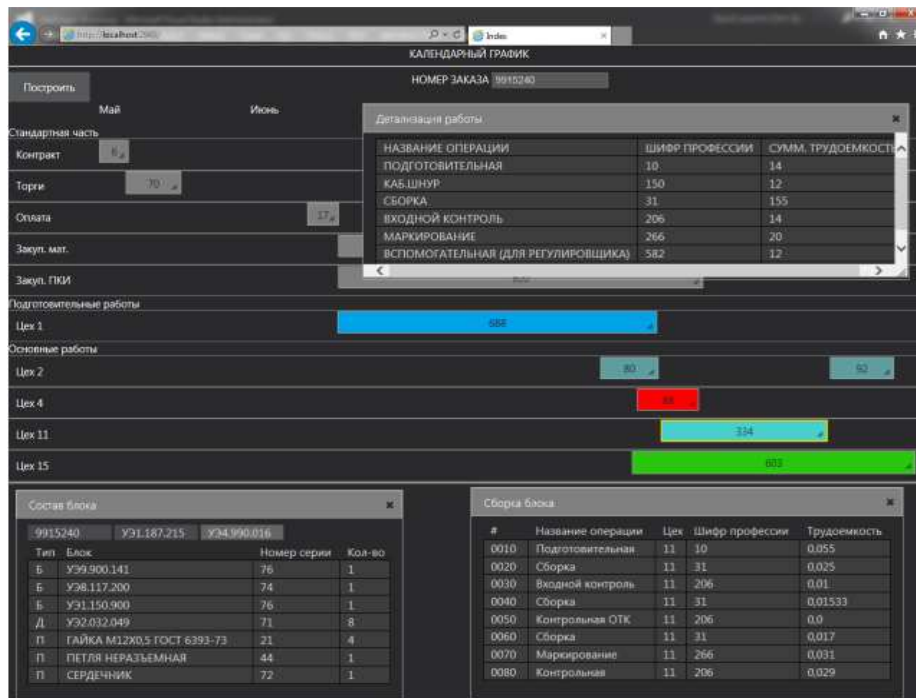 Index
КАЛЕНДАРНЫЙ ГРАФИК
Построить
НОМЕР ЗАКАЗА 9915240
Май Июнь
Стандартная часть
Контракт
Торги 70
Оплата 17
Закуп. мат.
Закуп. ПКИ
Детализация работы
НАЗВАНИЕ ОПЕРАЦИИ ШИФР ПРОФЕССИИ СУММ. ТРУДОЕМКОСТЬ
ПОДГОТОВИТЕЛЬНАЯ 10 14
КАБ.ШНУР 150 12
СБОРКА 31 155
ВХОДНОЙ КОНТРОЛЬ 206 14
МАРКИРОВАНИЕ 266 20
ВСПОМОГАТЕЛЬНАЯ (ДЛЯ РЕГУЛИРОВЩИКА) 582 12
Подготовительные работы
Цех 1 688
Основные работы
Цех 2 80 92
Цех 4
Цех 11 334
Цех 15 603
Состав блока
9915240 УЭ1.187.215 УЭ4.990.016
Тип Блок Номер серии Кол-во
Б УЭ9.900.141 76 1
Б УЭ8.117.200 74 1
Б УЭ1.150.900 76 1
Д УЭ2.032.049 71 8
П ГАЙКА М12Х0,5 ГОСТ 6393-73 21 4
П ПЕТЛЯ НЕРАЗЪЕМНАЯ 44 1
П СЕРДЕЧНИК 72 1
Сборка блока
# Название операции Цех Шифр профессии Трудоемкость
0010 Подготовительная 11 10 0,055
0020 Сборка 11 31 0,025
0030 Входной контроль 11 206 0,01
0040 Сборка 11 31 0,01533
0050 Контрольная ОТК 11 206 0,0
0060 Сборка 11 31 0,017
0070 Маркирование 11 266 0,031
0080 Контрольная 11 206 0,029